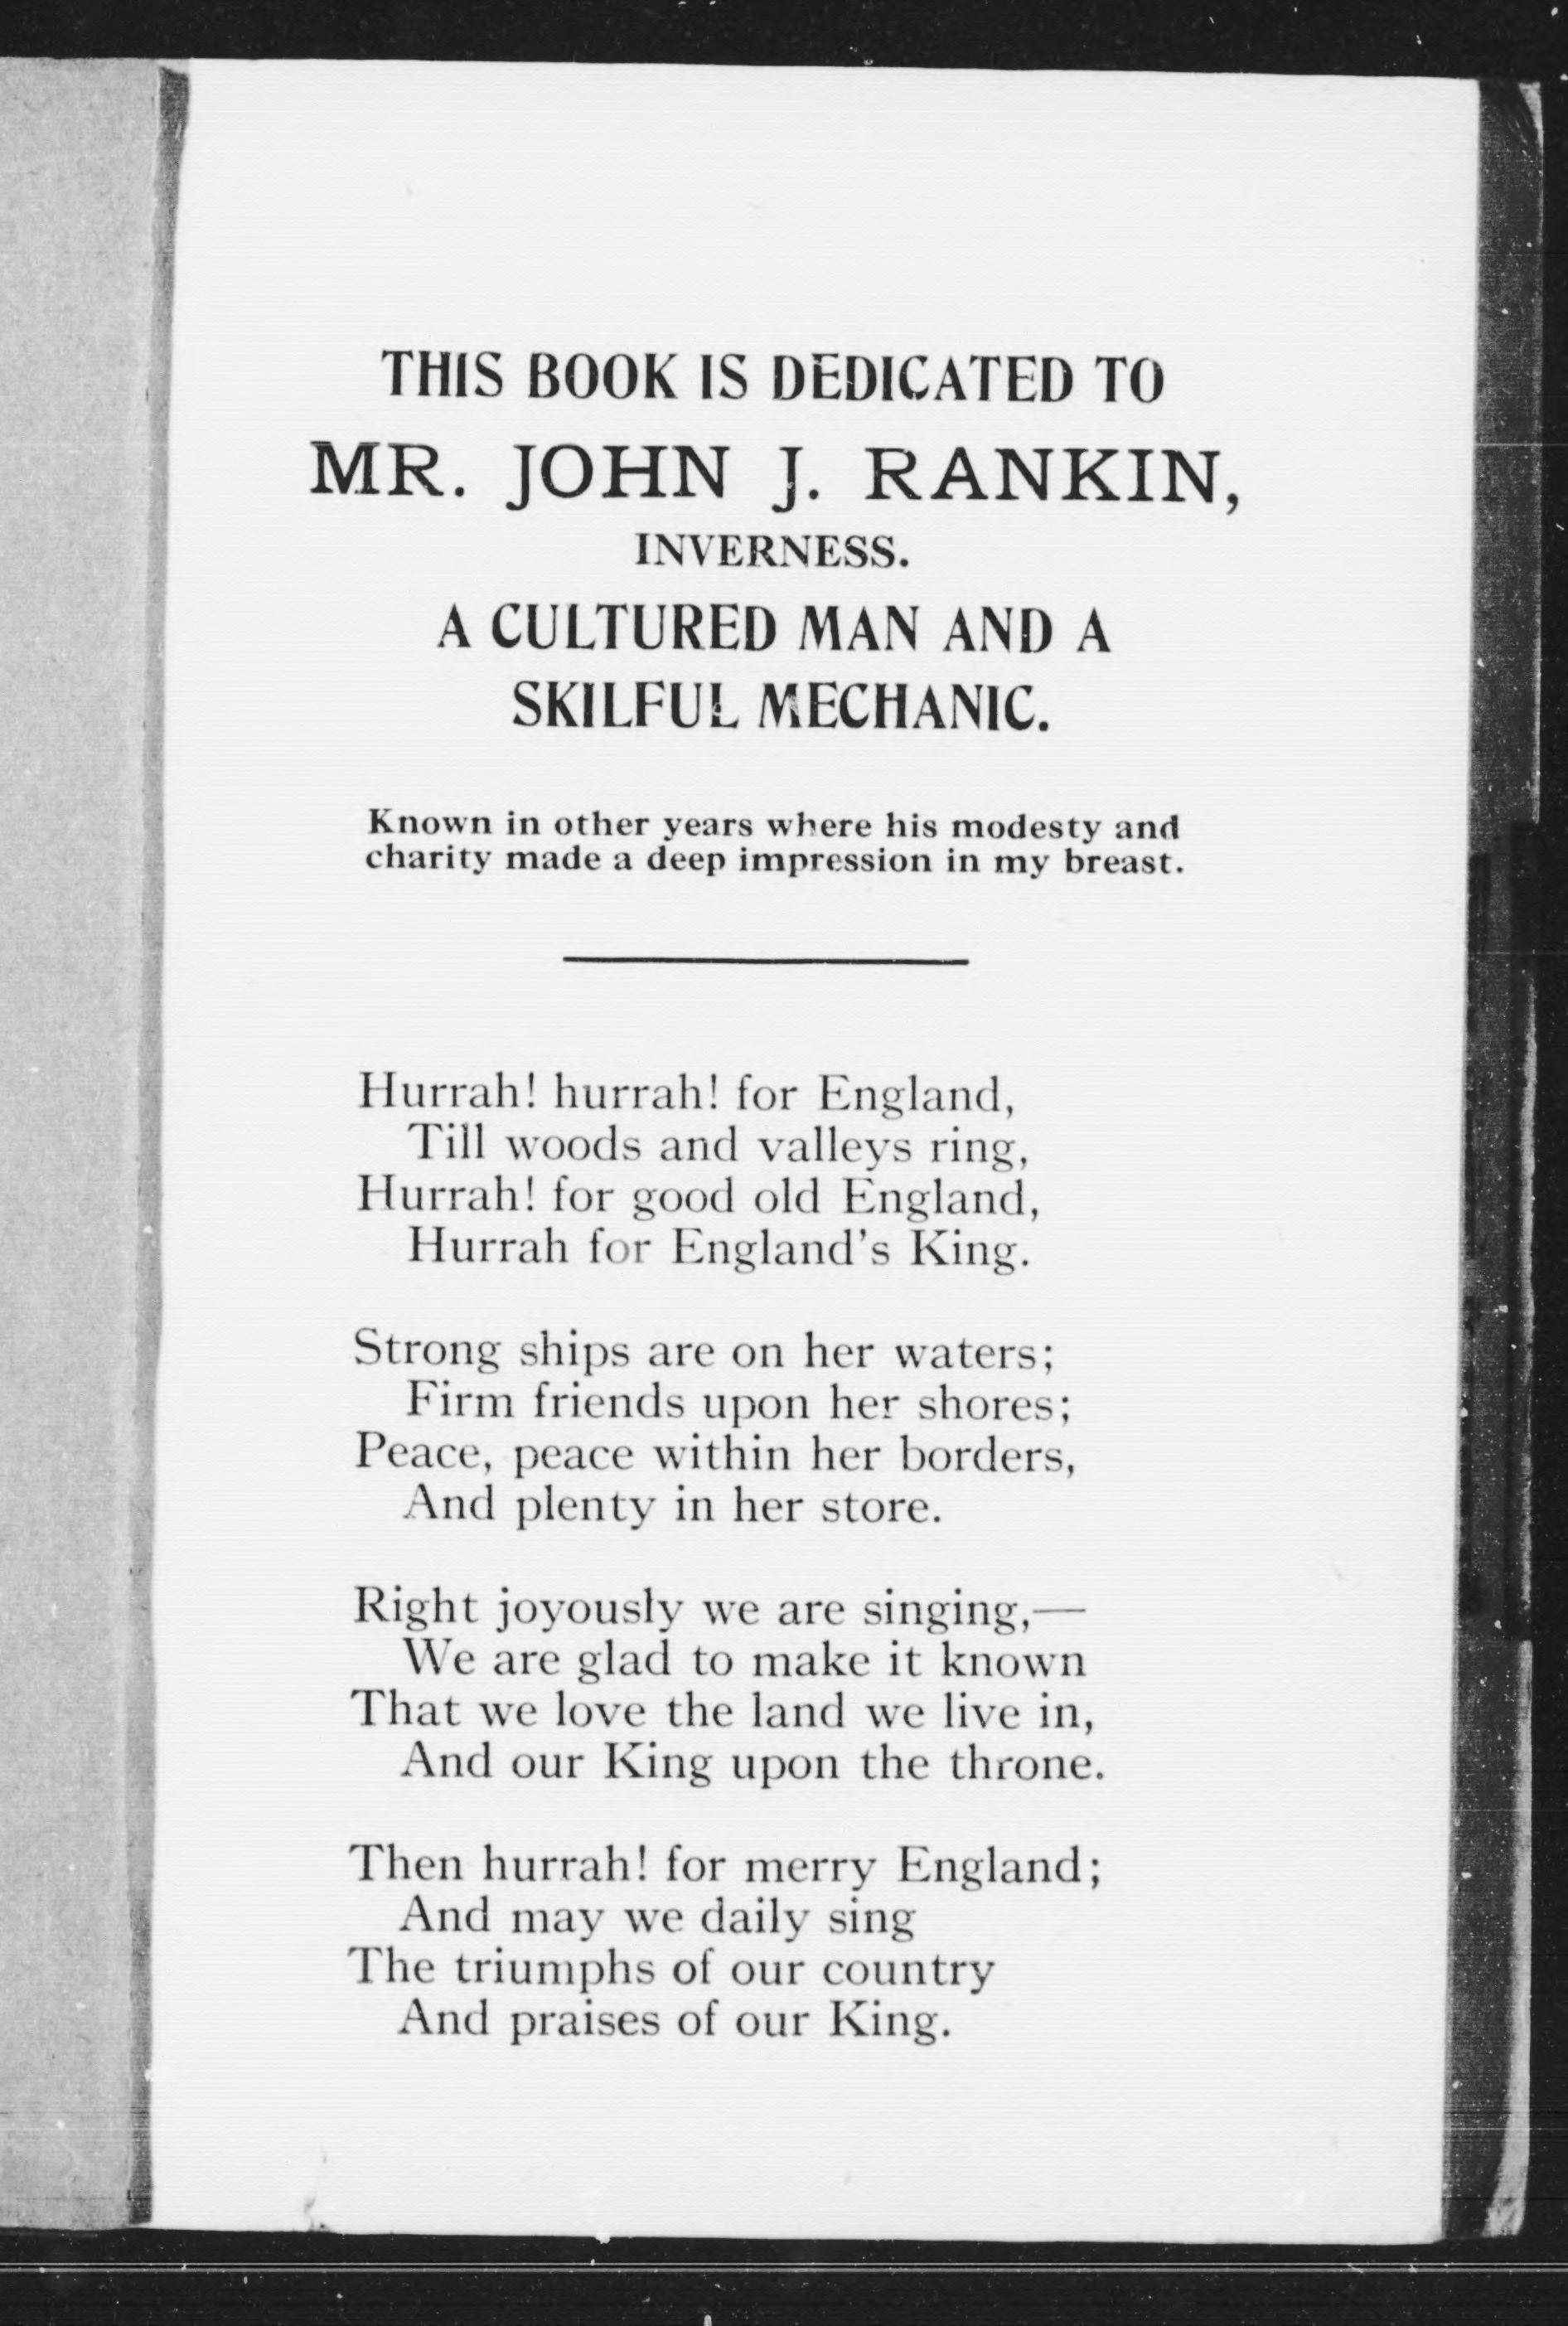 THIS BOOK IS DEDICATED TO
MR. JOHN J. RANKIN,
INVERNESS.
A CULTURED MAN AND A
SKILFUL MECHANIC.
Known in other years where his modesty and
charity made a deep impression in my breast.
Hurrah! hurrah! for England,
Till woods and valleys ring,
Hurrah! for good old England,
Hurrah for England's King.
Strong ships are on her waters;
Firm friends upon her shores;
Peace, peace within her borders,
And plenty in her store.
Right joyously we are singing,—
We are glad to make it known
That we love the land we live in,
And our King upon the throne.
Then hurrah! for merry England;
And may we daily sing
The triumphs of our country
And praises of our King.